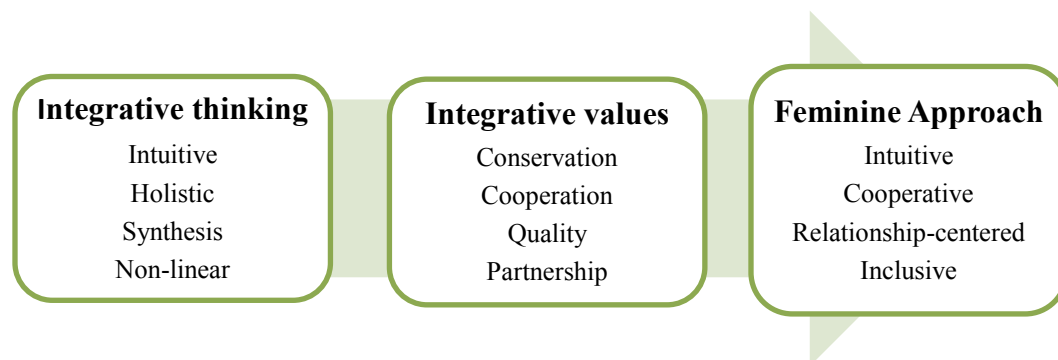 Integrative thinking
Intuitive
Holistic
Synthesis
Non-linear
Integrative values
Conservation
Cooperation
Quality
Partnership
Feminine Approach
Intuitive
Cooperative
Relationship-centered
Inclusive